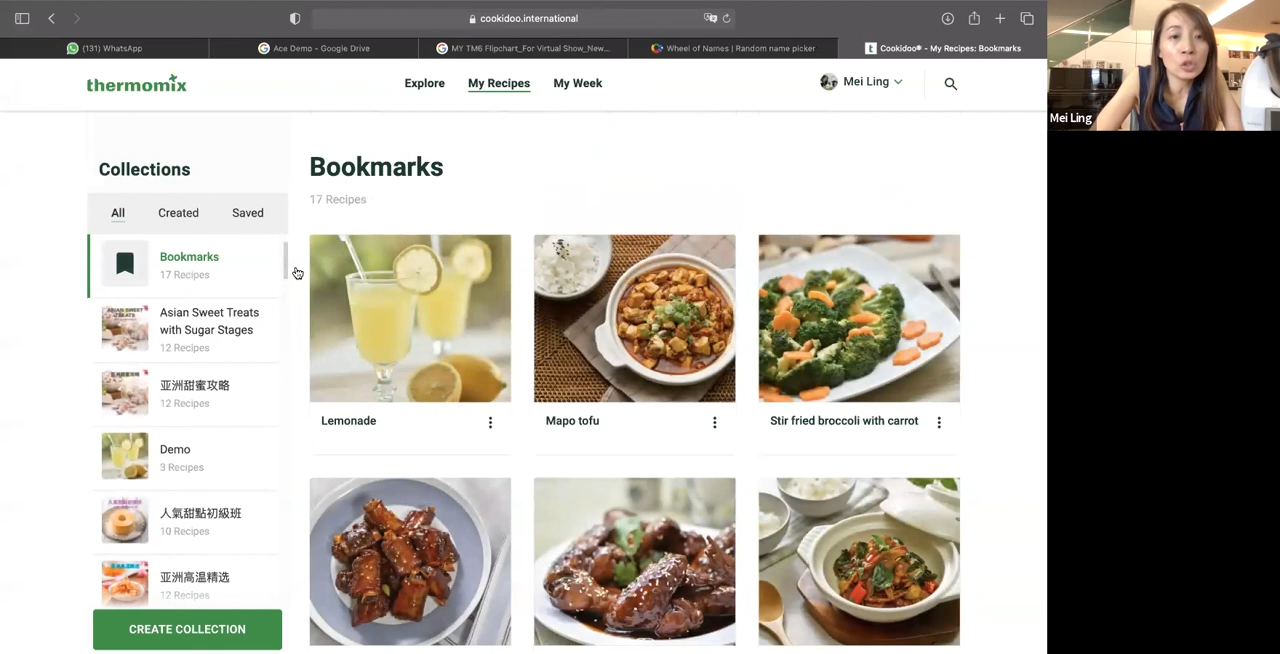 cookidoo.international
(131) WhatsApp
Ace Demo - Google Drive
MY TM6 Flipchart_For Virtual Show_New...
Wheel of Names | Random name picker
Cookidoo® - My Recipes: Bookmarks
thermomix
Explore
My Recipes
My Week
Mei Ling
Mei Ling
Collections
All
Created
Saved
Bookmarks
17 Recipes
Asian Sweet Treats
with Sugar Stages
12 Recipes
亚洲甜蜜攻略
12 Recipes
Demo
3 Recipes
人氣甜點初級班
10 Recipes
亚洲高温精选
12 Recipes
CREATE COLLECTION
Bookmarks
17 Recipes
Lemonade
Mapo tofu
Stir fried broccoli with carrot